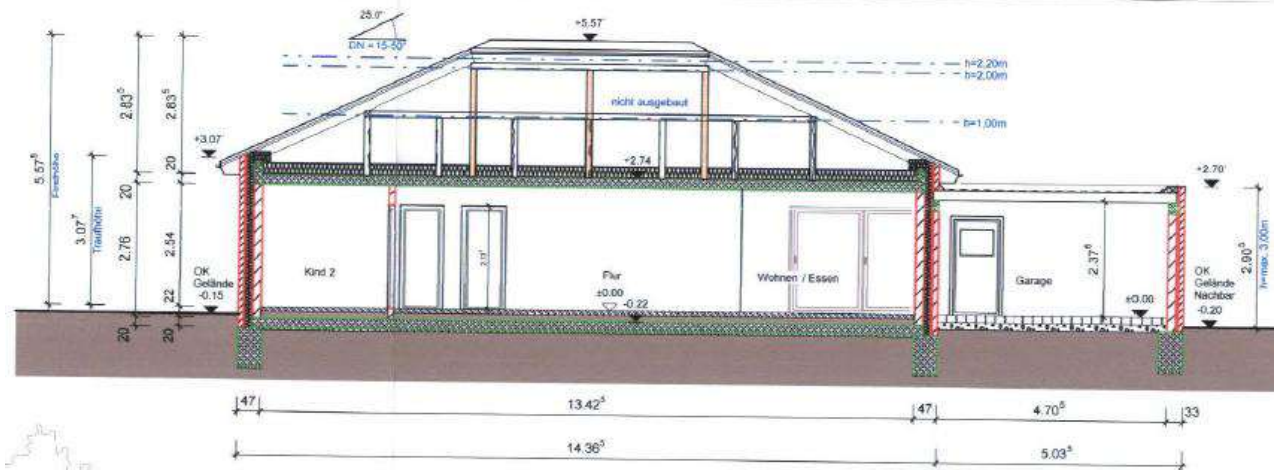 25.0°
DN = 15-50°
+5.57
h=2,20m
h=2,00m
nicht ausgebaut
h=1,00m
+3.07
+2.74
+2.70
5.57⁵
Firsthöhe
3.07⁷
Traufhöhe
2.83⁵
20
2.76
20
2.83⁵
20
2.54
22
20
OK
Gelände
-0.15
Kind 2
2.13⁵
Flur
±0.00
-0.22
Wohnen / Essen
Garage
2.37⁶
±0.00
OK
Gelände
Nachbar
-0.20
2.90⁵
h=max. 3,00m
47
13.42⁵
47
4.70⁵
33
14.36⁵
5.03⁵